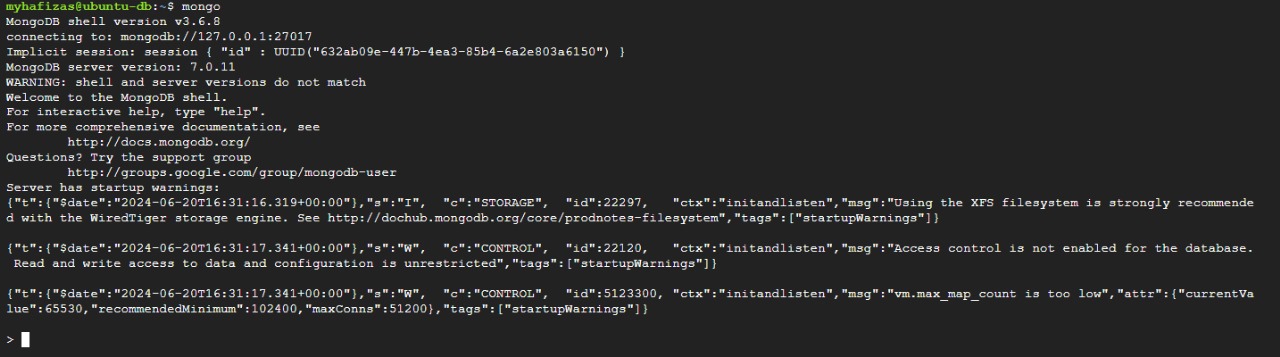 myhafizas@ubuntu-db:~$ mongo
MongoDB shell version v3.6.8
connecting to: mongodb://127.0.0.1:27017
Implicit session: session { "id" : UUID("632ab09e-447b-4ea3-85b4-6a2e803a6150") }
MongoDB server version: 7.0.11
WARNING: shell and server versions do not match
Welcome to the MongoDB shell.
For interactive help, type "help".
For more comprehensive documentation, see
        http://docs.mongodb.org/
Questions? Try the support group
        http://groups.google.com/group/mongodb-user
Server has startup warnings:
{"t":{"$date":"2024-06-20T16:31:16.319+00:00"},"s":"I",  "c":"STORAGE",  "id":22297,   "ctx":"initandlisten","msg":"Using the XFS filesystem is strongly recommende
d with the WiredTiger storage engine. See http://dochub.mongodb.org/core/prodnotes-filesystem","tags":["startupWarnings"]}
{"t":{"$date":"2024-06-20T16:31:17.341+00:00"},"s":"W",  "c":"CONTROL",  "id":22120,   "ctx":"initandlisten","msg":"Access control is not enabled for the database.
 Read and write access to data and configuration is unrestricted","tags":["startupWarnings"]}
{"t":{"$date":"2024-06-20T16:31:17.341+00:00"},"s":"W",  "c":"CONTROL",  "id":5123300, "ctx":"initandlisten","msg":"vm.max_map_count is too low","attr":{"currentVa
lue":65530,"recommendedMinimum":102400,"maxConns":51200},"tags":["startupWarnings"]}
>